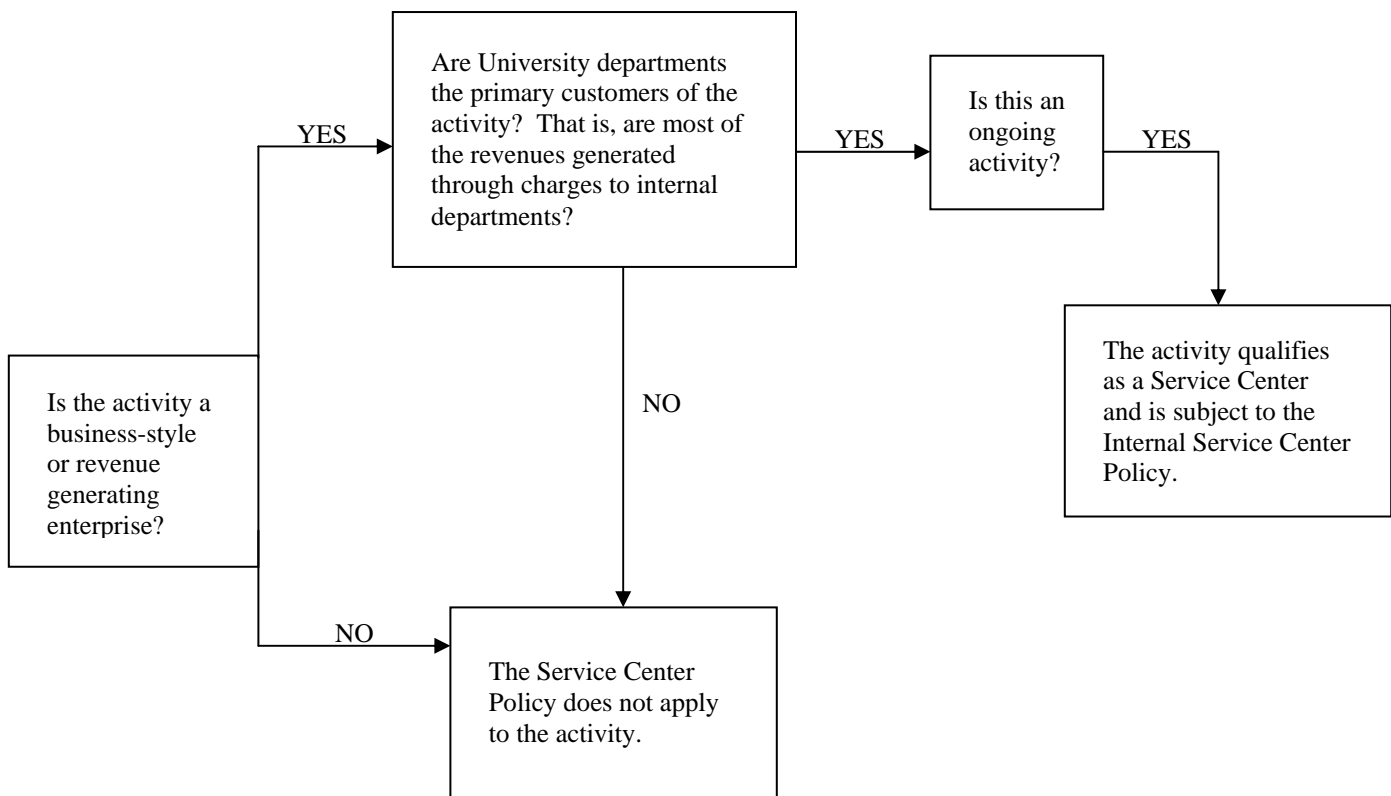 Are University departments
the primary customers of the
activity?  That is, are most of
the revenues generated
through charges to internal
departments?
Is this an
ongoing
activity?
YES
YES
YES
The activity qualifies
as a Service Center
and is subject to the
Internal Service Center
Policy.
Is the activity a
business-style
or revenue
generating
enterprise?
NO
NO
The Service Center
Policy does not apply
to the activity.